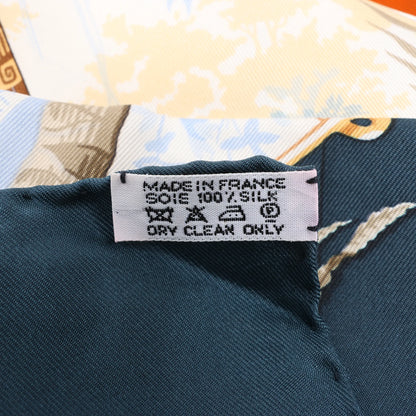 MADE IN FRANCE
SOIE 100% SILK
P
DRY CLEAN ONLY